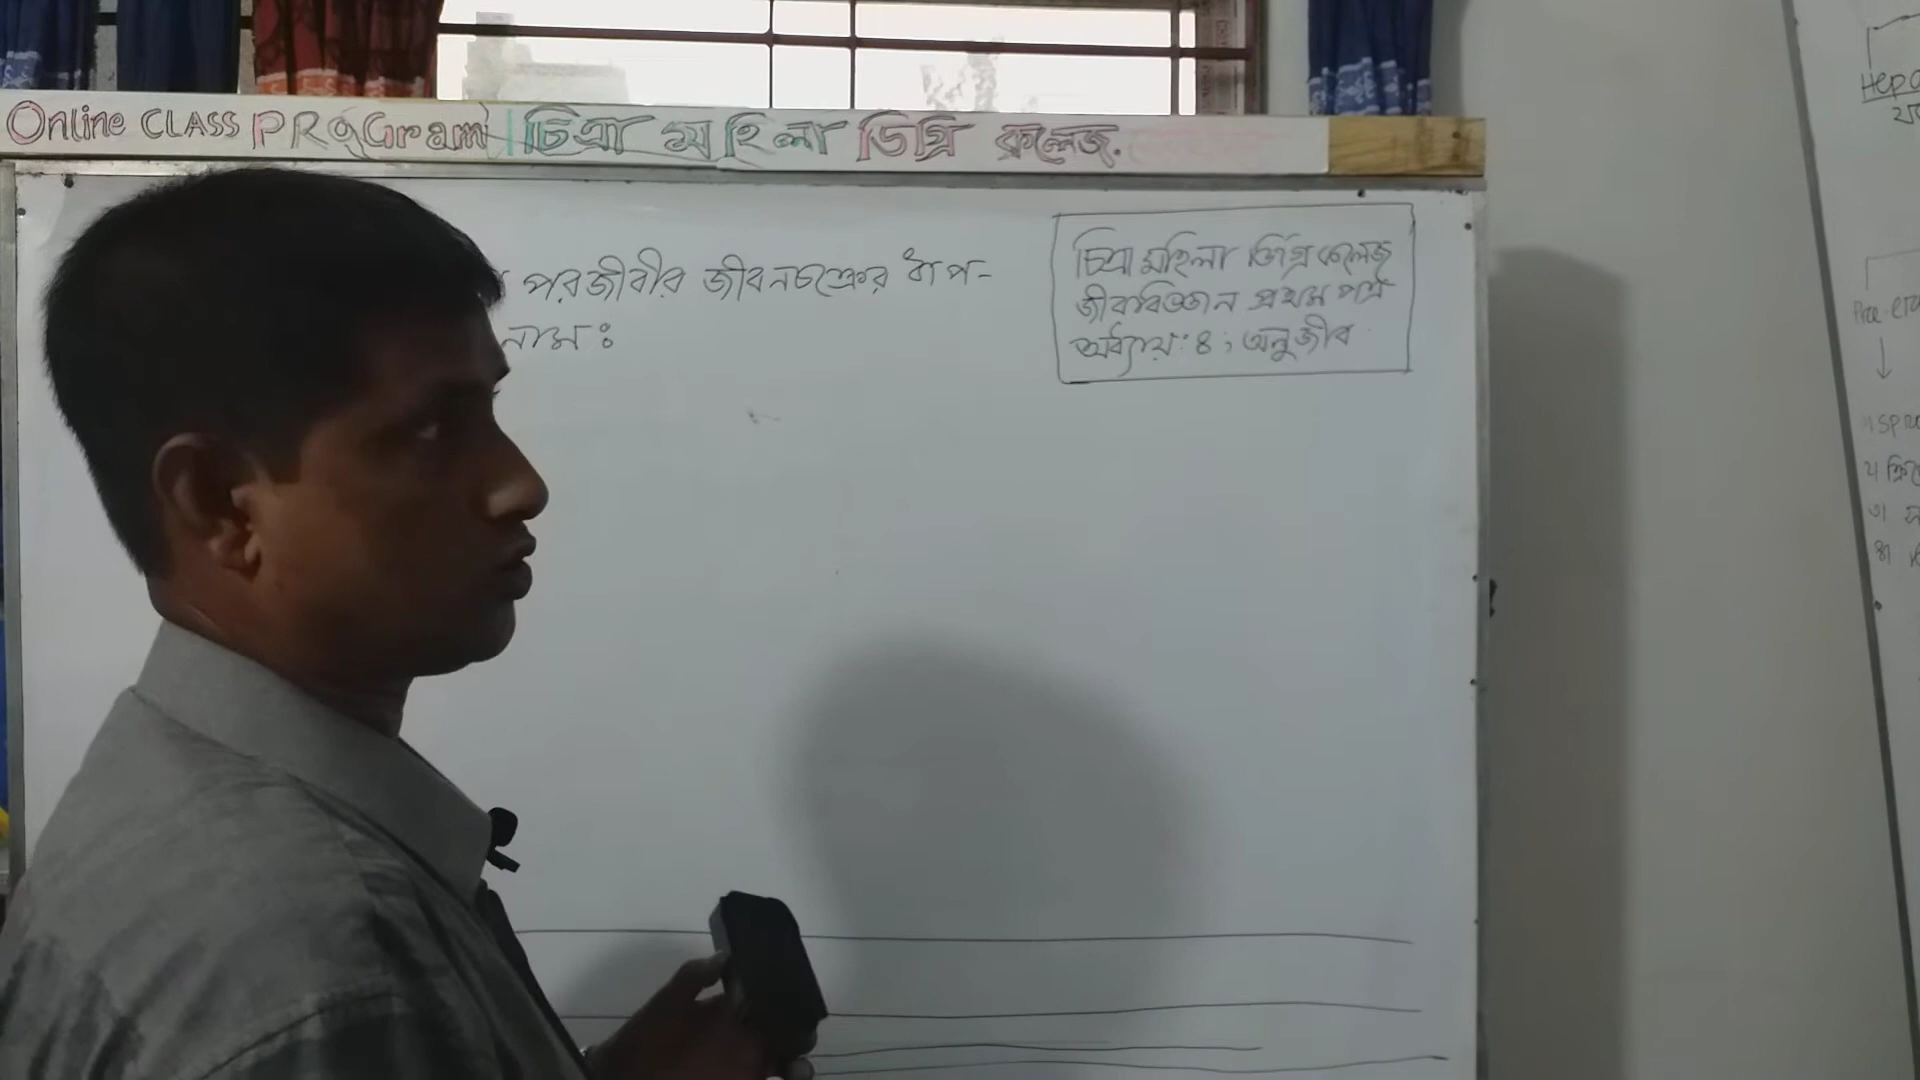 Online CLASS PRoGram চিত্রা মহিলা ডিগ্রি কলেজ.
পরজীবীর জীবনচক্রের ধাপ-
নামঃ
চিত্রা মহিলা ডিগ্রি কলেজ
জীববিজ্ঞান প্রথম পত্র
অধ্যায়: ৪; অনুজীব